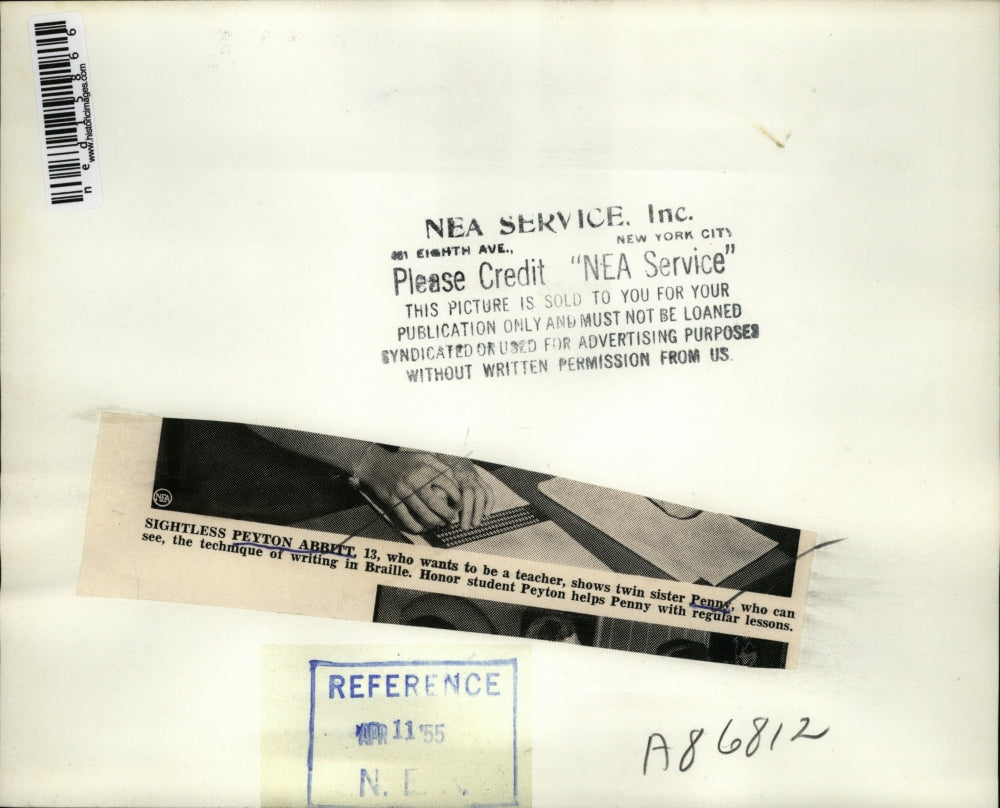 ned15866
www.historicimages.com
NEA SERVICE, Inc.
461 EIGHTH AVE., NEW YORK CITY
Please Credit "NEA Service"
THIS PICTURE IS SOLD TO YOU FOR YOUR
PUBLICATION ONLY AND MUST NOT BE LOANED
SYNDICATED OR USED FOR ADVERTISING PURPOSES
WITHOUT WRITTEN PERMISSION FROM US.
NEA
SIGHTLESS PEYTON ABBITT, 13, who wants to be a teacher, shows twin sister Penny, who can
see, the technique of writing in Braille. Honor student Peyton helps Penny with regular lessons.
REFERENCE
APR 11 '55
N. E.
A86812